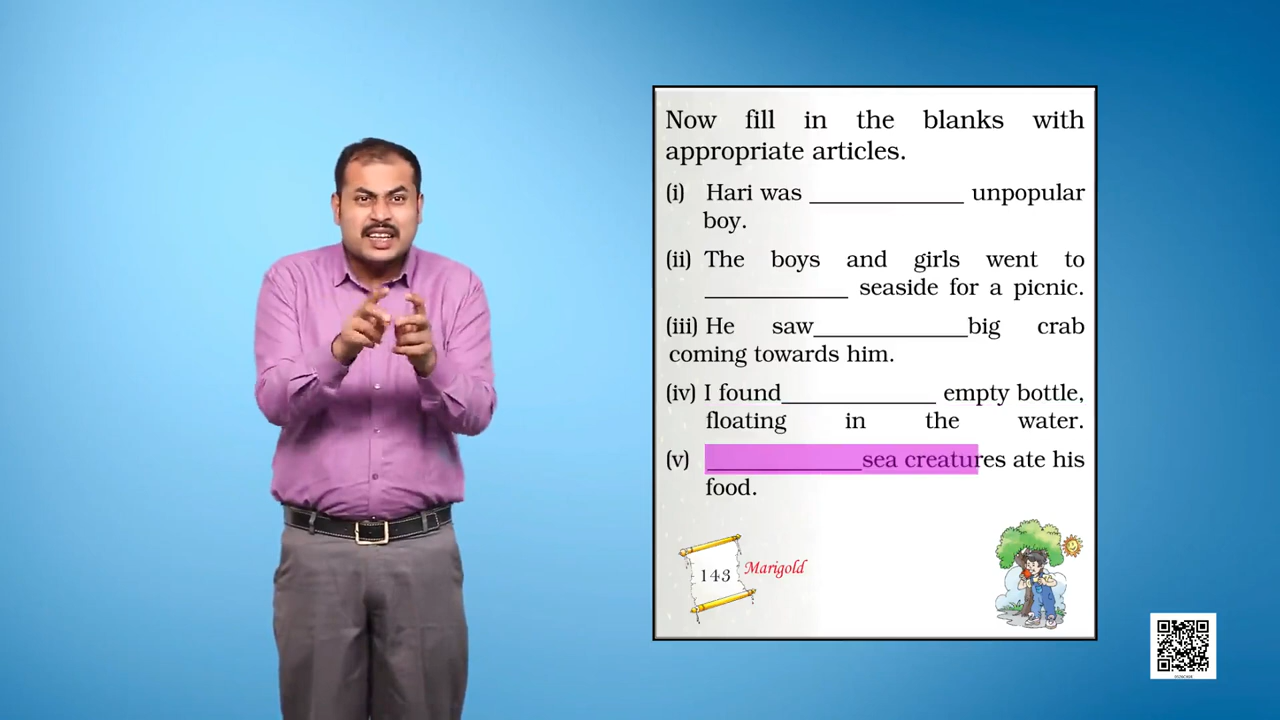 Now fill in the blanks with
appropriate articles.
(i) Hari was ____________ unpopular
boy.
(ii) The boys and girls went to
___________ seaside for a picnic.
(iii) He saw____________big crab
coming towards him.
(iv) I found____________ empty bottle,
floating in the water.
(v) ____________sea creatures ate his
food.
143
Marigold